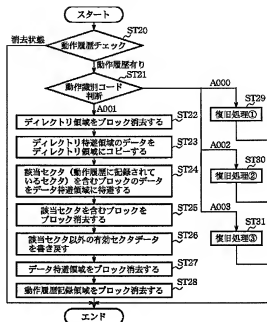 スタート
ST20
消去状態
動作履歴チェック
動作履歴有り
ST21
動作識別コード
判断
A000
A001
ST22
ディレクトリ領域をブロック消去する
ST29
復旧処理①
ST23
ディレクトリ待避領域のデータを
ディレクトリ領域にコピーする
ST24
A002
該当セクタ(動作履歴に記録されて
いるセクタ)を含むブロックのデータ
をデータ待避領域に待避する
ST30
復旧処理②
ST25
該当セクタを含むブロックを
ブロック消去する
A003
ST26
該当セクタ以外の有効セクタデータ
を書き戻す
ST31
復旧処理③
ST27
データ待避領域をブロック消去する
ST28
動作履歴記録領域をブロック消去する
エンド